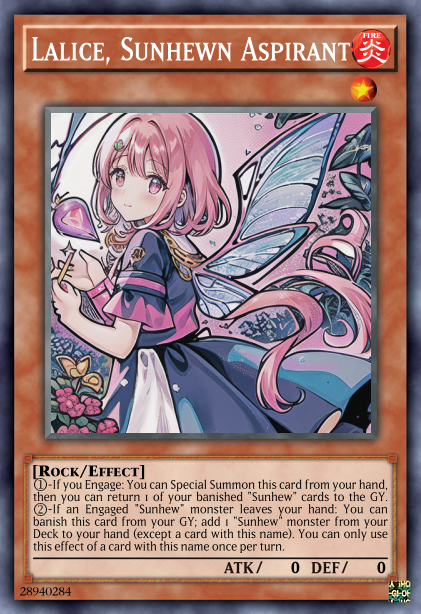 Lalice, Sunhewn Aspirant
FIRE
炎
[Rock/Effect]
①-If you Engage: You can Special Summon this card from your hand,
then you can return 1 of your banished "Sunhew" cards to the GY.
②-If an Engaged "Sunhew" monster leaves your hand: You can
banish this card from your GY; add 1 "Sunhew" monster from your
Deck to your hand (except a card with this name). You can only use
this effect of a card with this name once per turn.
ATK/ 0 DEF/ 0
28940284